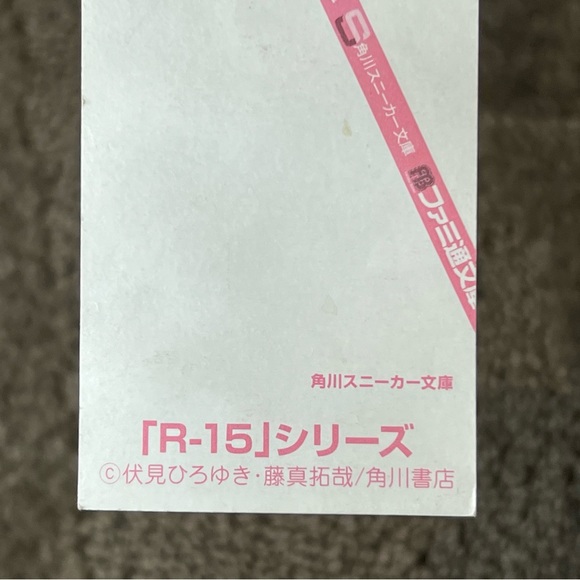 S 角川スニーカー文庫 ファミ通文庫
角川スニーカー文庫
「R-15」シリーズ
©伏見ひろゆき・藤真拓哉/角川書店